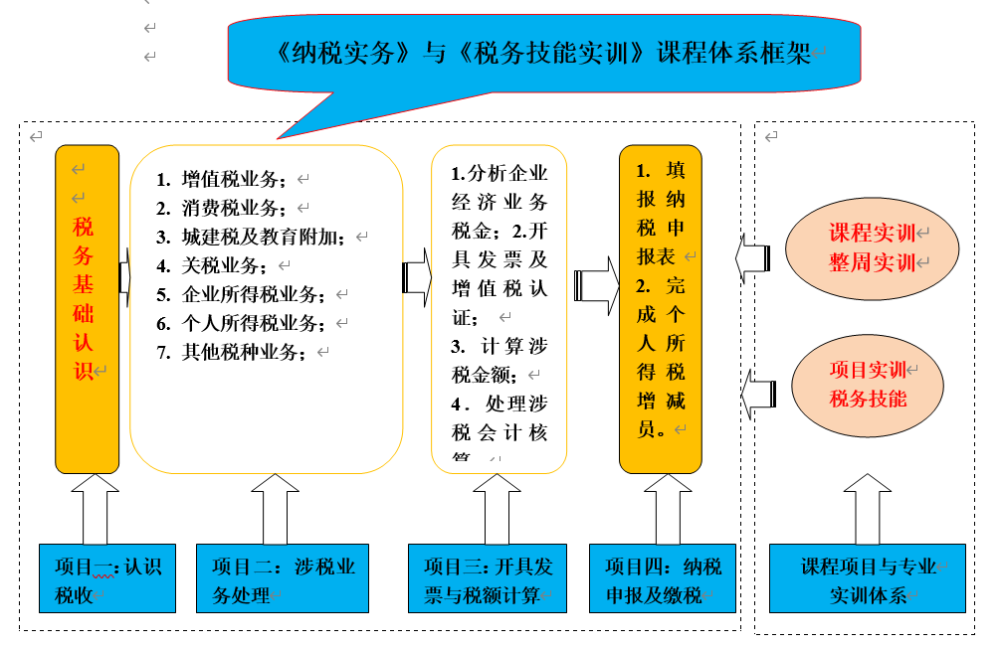 《纳税实务》与《税务技能实训》课程体系框架
税
务
基
础
认
识
1. 增值税业务；
2. 消费税业务；
3. 城建税及教育附加；
4. 关税业务；
5. 企业所得税业务；
6. 个人所得税业务；
7. 其他税种业务；
1.分析企业
经济业务
税金；2.开
具发票及
增值税认
证；
3. 计算涉
税金额；
4. 处理涉
税会计核
1. 填
报纳
税申
报表
2. 完
成个
人所
得税
增减
员。
课程实训
整周实训
项目实训
税务技能
项目一：认识
税收
项目二：涉税业
务处理
项目三：开具发
票与税额计算
项目四：纳税
申报及缴税
课程项目与专业
实训体系